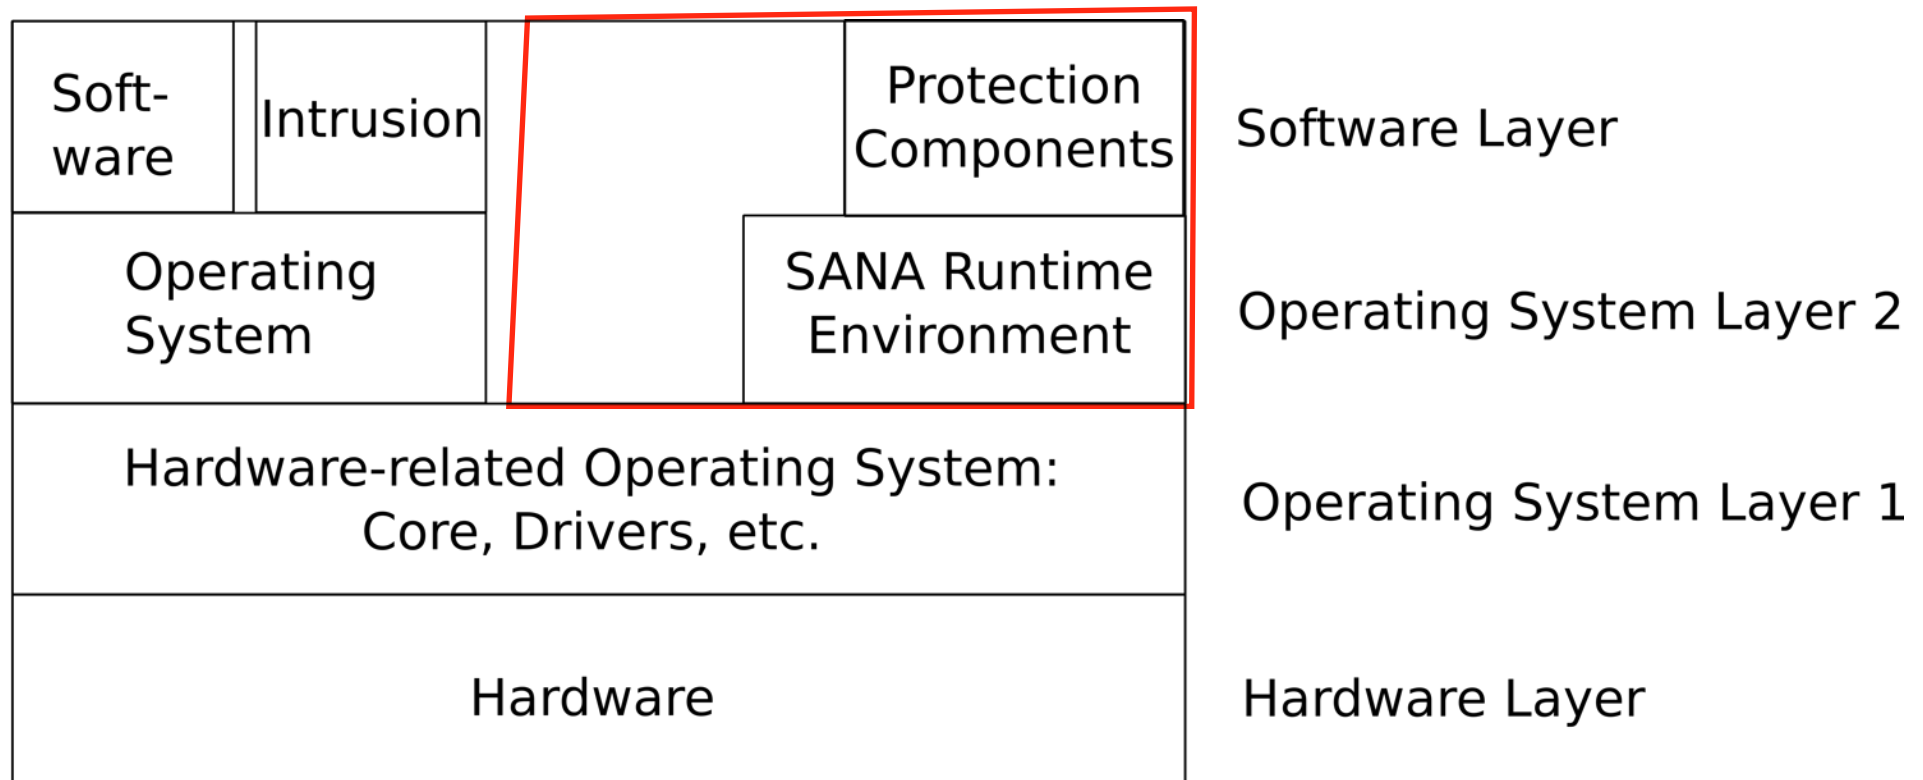 Soft-
ware
Intrusion
Protection
Components
Software Layer
Operating
System
SANA Runtime
Environment
Operating System Layer 2
Hardware-related Operating System:
Core, Drivers, etc.
Operating System Layer 1
Hardware
Hardware Layer